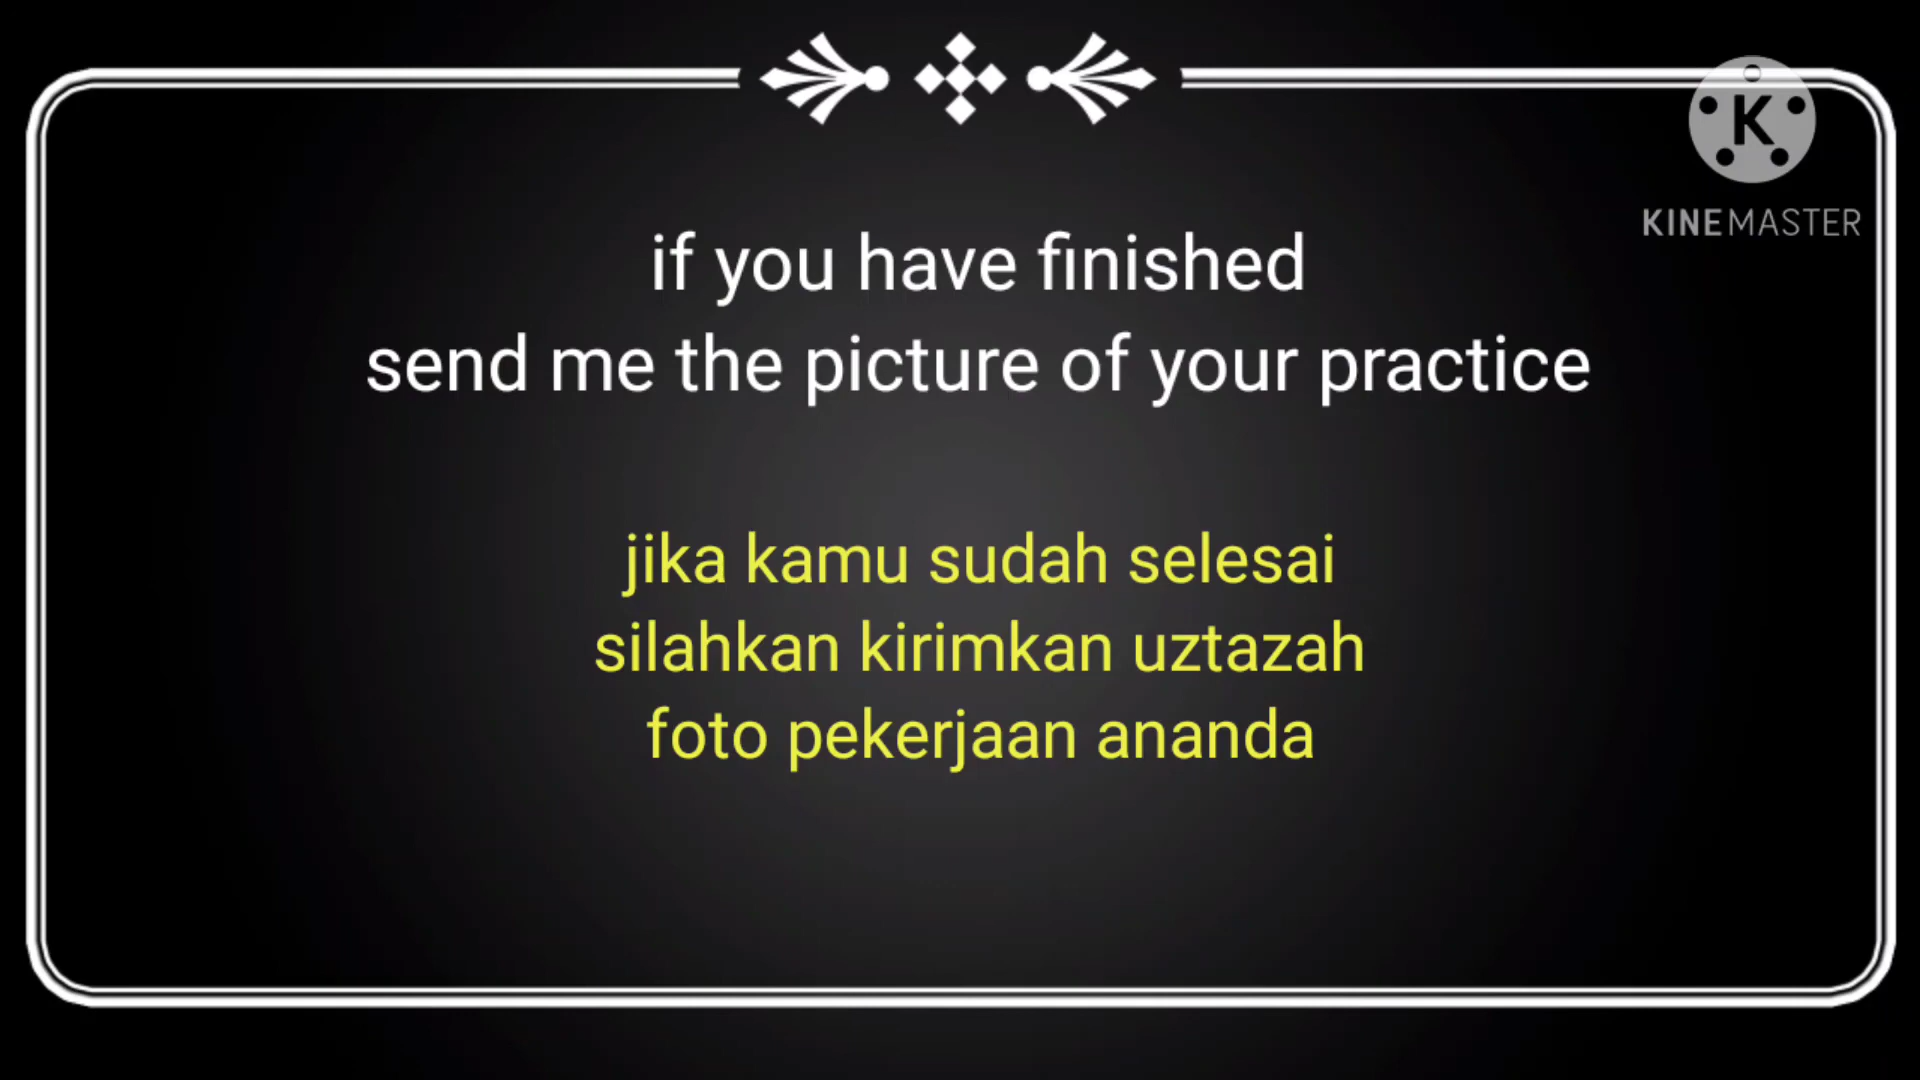 K
KINEMASTER
if you have finished
send me the picture of your practice
jika kamu sudah selesai
silahkan kirimkan uztazah
foto pekerjaan ananda